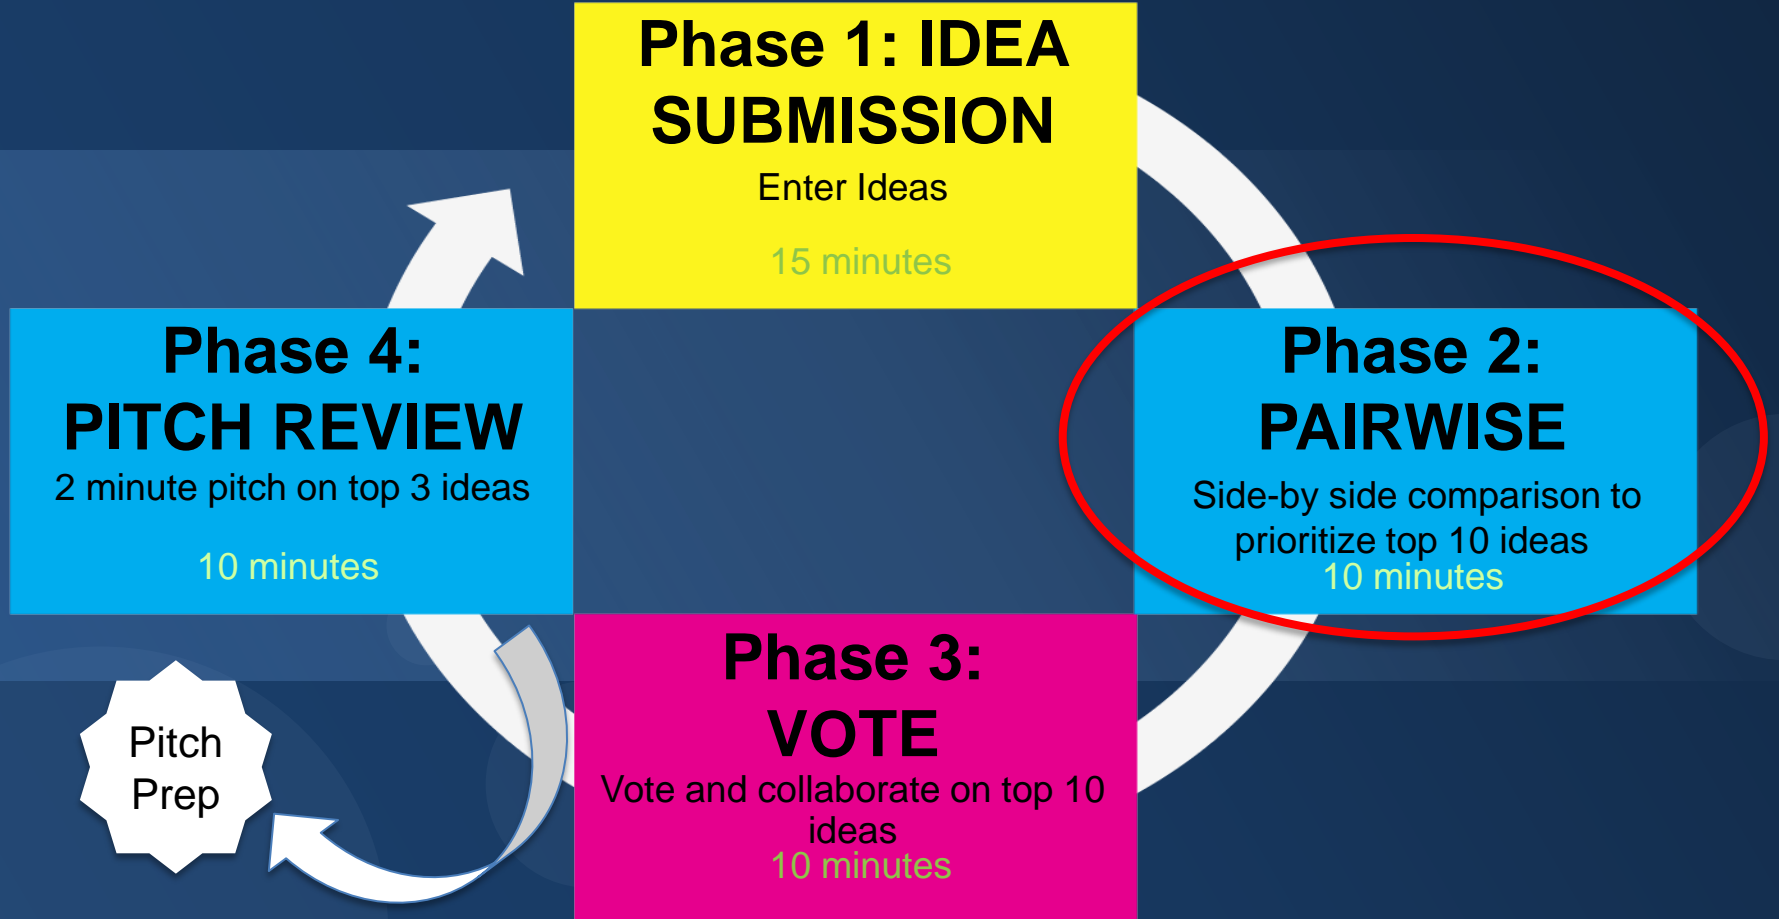 Phase 1: IDEA
SUBMISSION
Enter Ideas
15 minutes
Phase 2:
PAIRWISE
Side-by side comparison to
prioritize top 10 ideas
10 minutes
Phase 3:
VOTE
Vote and collaborate on top 10
ideas
10 minutes
Phase 4:
PITCH REVIEW
2 minute pitch on top 3 ideas
10 minutes
Pitch
Prep